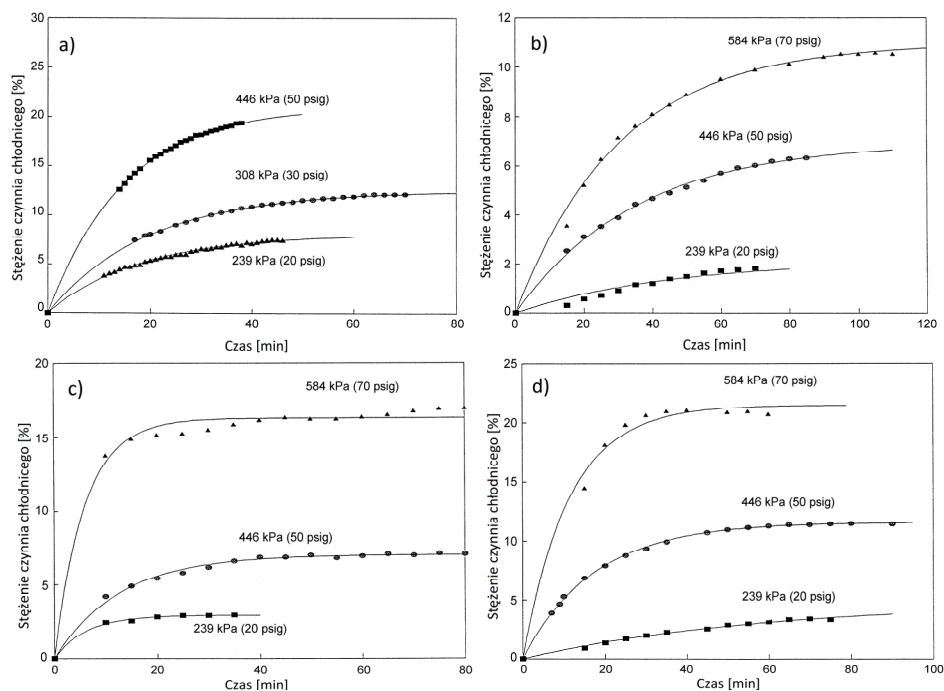 a)
Stężenie czynnia chłodnicego [%]
30
25
20
15
10
5
0
446 kPa (50 psig)
308 kPa (30 psig)
239 kPa (20 psig)
0
20
40
60
80
Czas [min]
b)
Stężenie czynnia chłodnicego [%]
12
10
8
6
4
2
0
584 kPa (70 psig)
446 kPa (50 psig)
239 kPa (20 psig)
0
20
40
60
80
100
120
Czas [min]
c)
Stężenie czynnia chłodnicego [%]
20
15
10
5
0
584 kPa (70 psig)
446 kPa (50 psig)
239 kPa (20 psig)
0
20
40
60
80
Czas [min]
d)
Stężenie czynnia chłodnicego [%]
25
20
15
10
5
0
584 kPa (70 psig)
446 kPa (50 psig)
239 kPa (20 psig)
0
20
40
60
80
100
Czas [min]